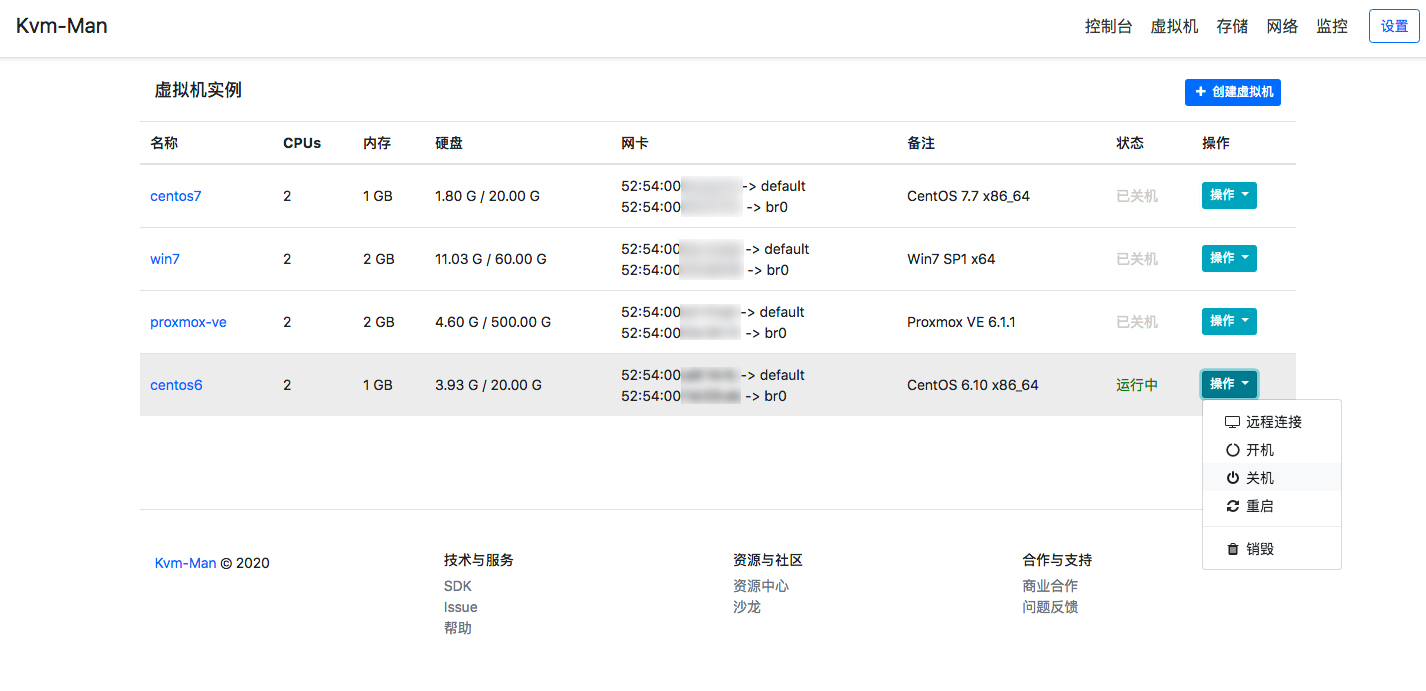 Kvm-Man
控制台 虚拟机 存储 网络 监控 设置
虚拟机实例
创建虚拟机
名称 CPUs 内存 硬盘 网卡 备注 状态 操作
centos7 2 1 GB 1.80 G / 20.00 G 52:54:00 -> default CentOS 7.7 x86_64 已关机 操作
52:54:00 -> br0
win7 2 2 GB 11.03 G / 60.00 G 52:54:00 -> default Win7 SP1 x64 已关机 操作
52:54:00 -> br0
proxmox-ve 2 2 GB 4.60 G / 500.00 G 52:54:00 -> default Proxmox VE 6.1.1 已关机 操作
52:54:00 -> br0
centos6 2 1 GB 3.93 G / 20.00 G 52:54:00 -> default CentOS 6.10 x86_64 运行中 操作
52:54:00 -> br0
远程连接
开机
关机
重启
销毁
Kvm-Man © 2020
技术与服务
SDK
Issue
帮助
资源与社区
资源中心
沙龙
合作与支持
商业合作
问题反馈